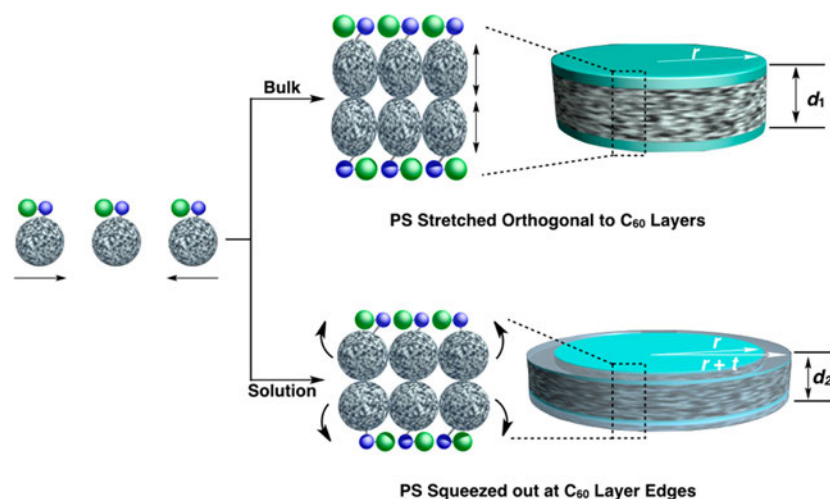 Bulk
r
d₁
PS Stretched Orthogonal to C₆₀ Layers
r
r + t
d₂
Solution
PS Squeezed out at C₆₀ Layer Edges